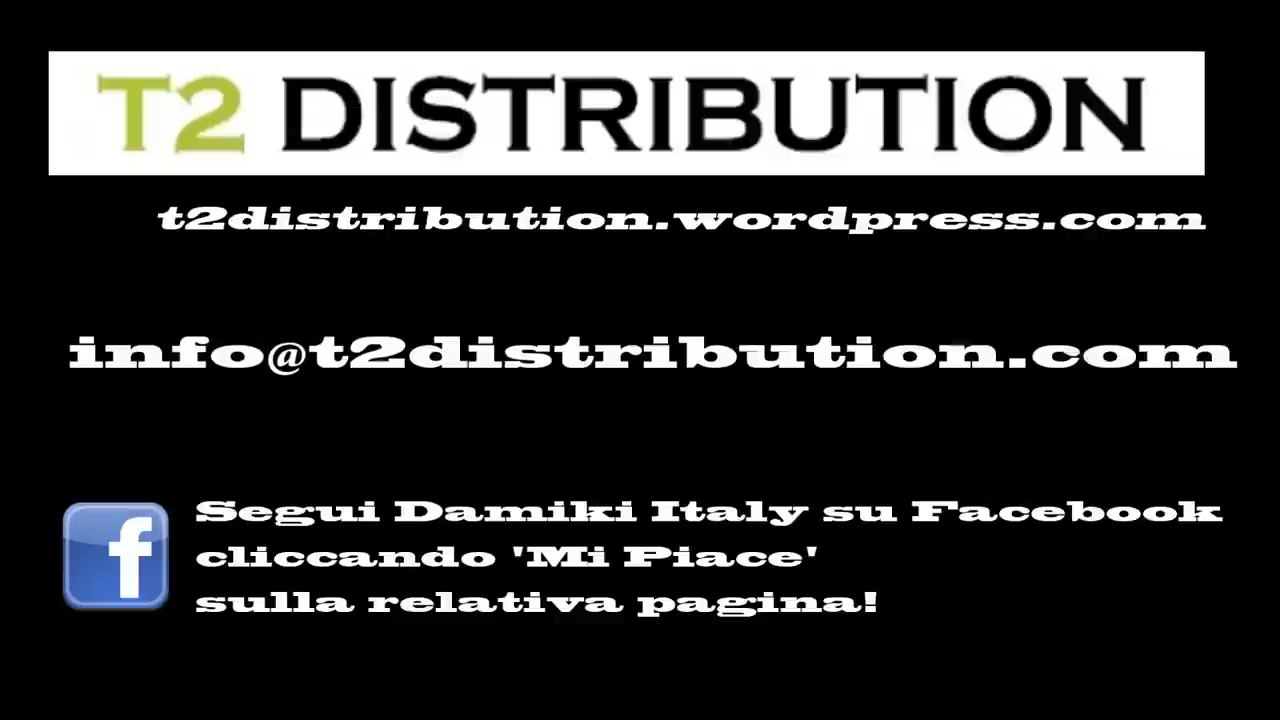 T2 DISTRIBUTION
t2distribution.wordpress.com
info@t2distribution.com
Segui Damiki Italy su Facebook
cliccando 'Mi Piace'
sulla relativa pagina!